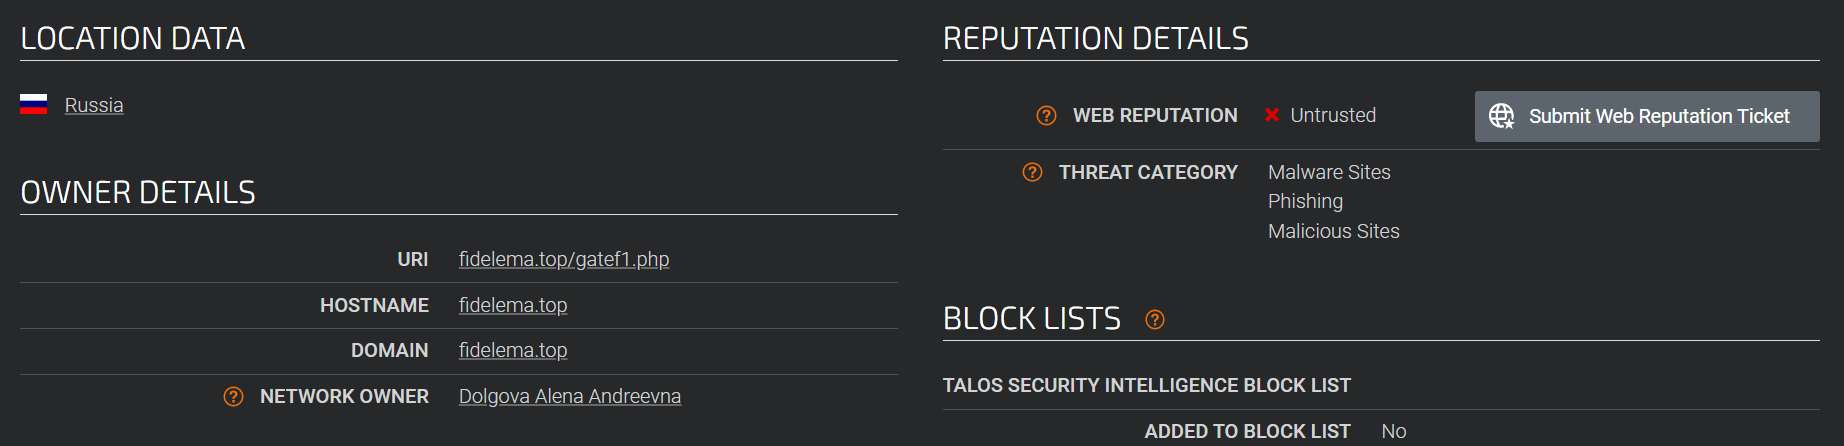 LOCATION DATA
Russia
OWNER DETAILS
URI fidelema.top/gatef1.php
HOSTNAME fidelema.top
DOMAIN fidelema.top
? NETWORK OWNER Dolgova Alena Andreevna
REPUTATION DETAILS
? WEB REPUTATION Untrusted Submit Web Reputation Ticket
? THREAT CATEGORY Malware Sites
Phishing
Malicious Sites
BLOCK LISTS ?
TALOS SECURITY INTELLIGENCE BLOCK LIST
ADDED TO BLOCK LIST No